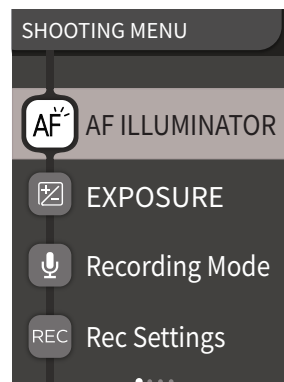 SHOOTING MENU
AF AF ILLUMINATOR
EXPOSURE
Recording Mode
REC Rec Settings